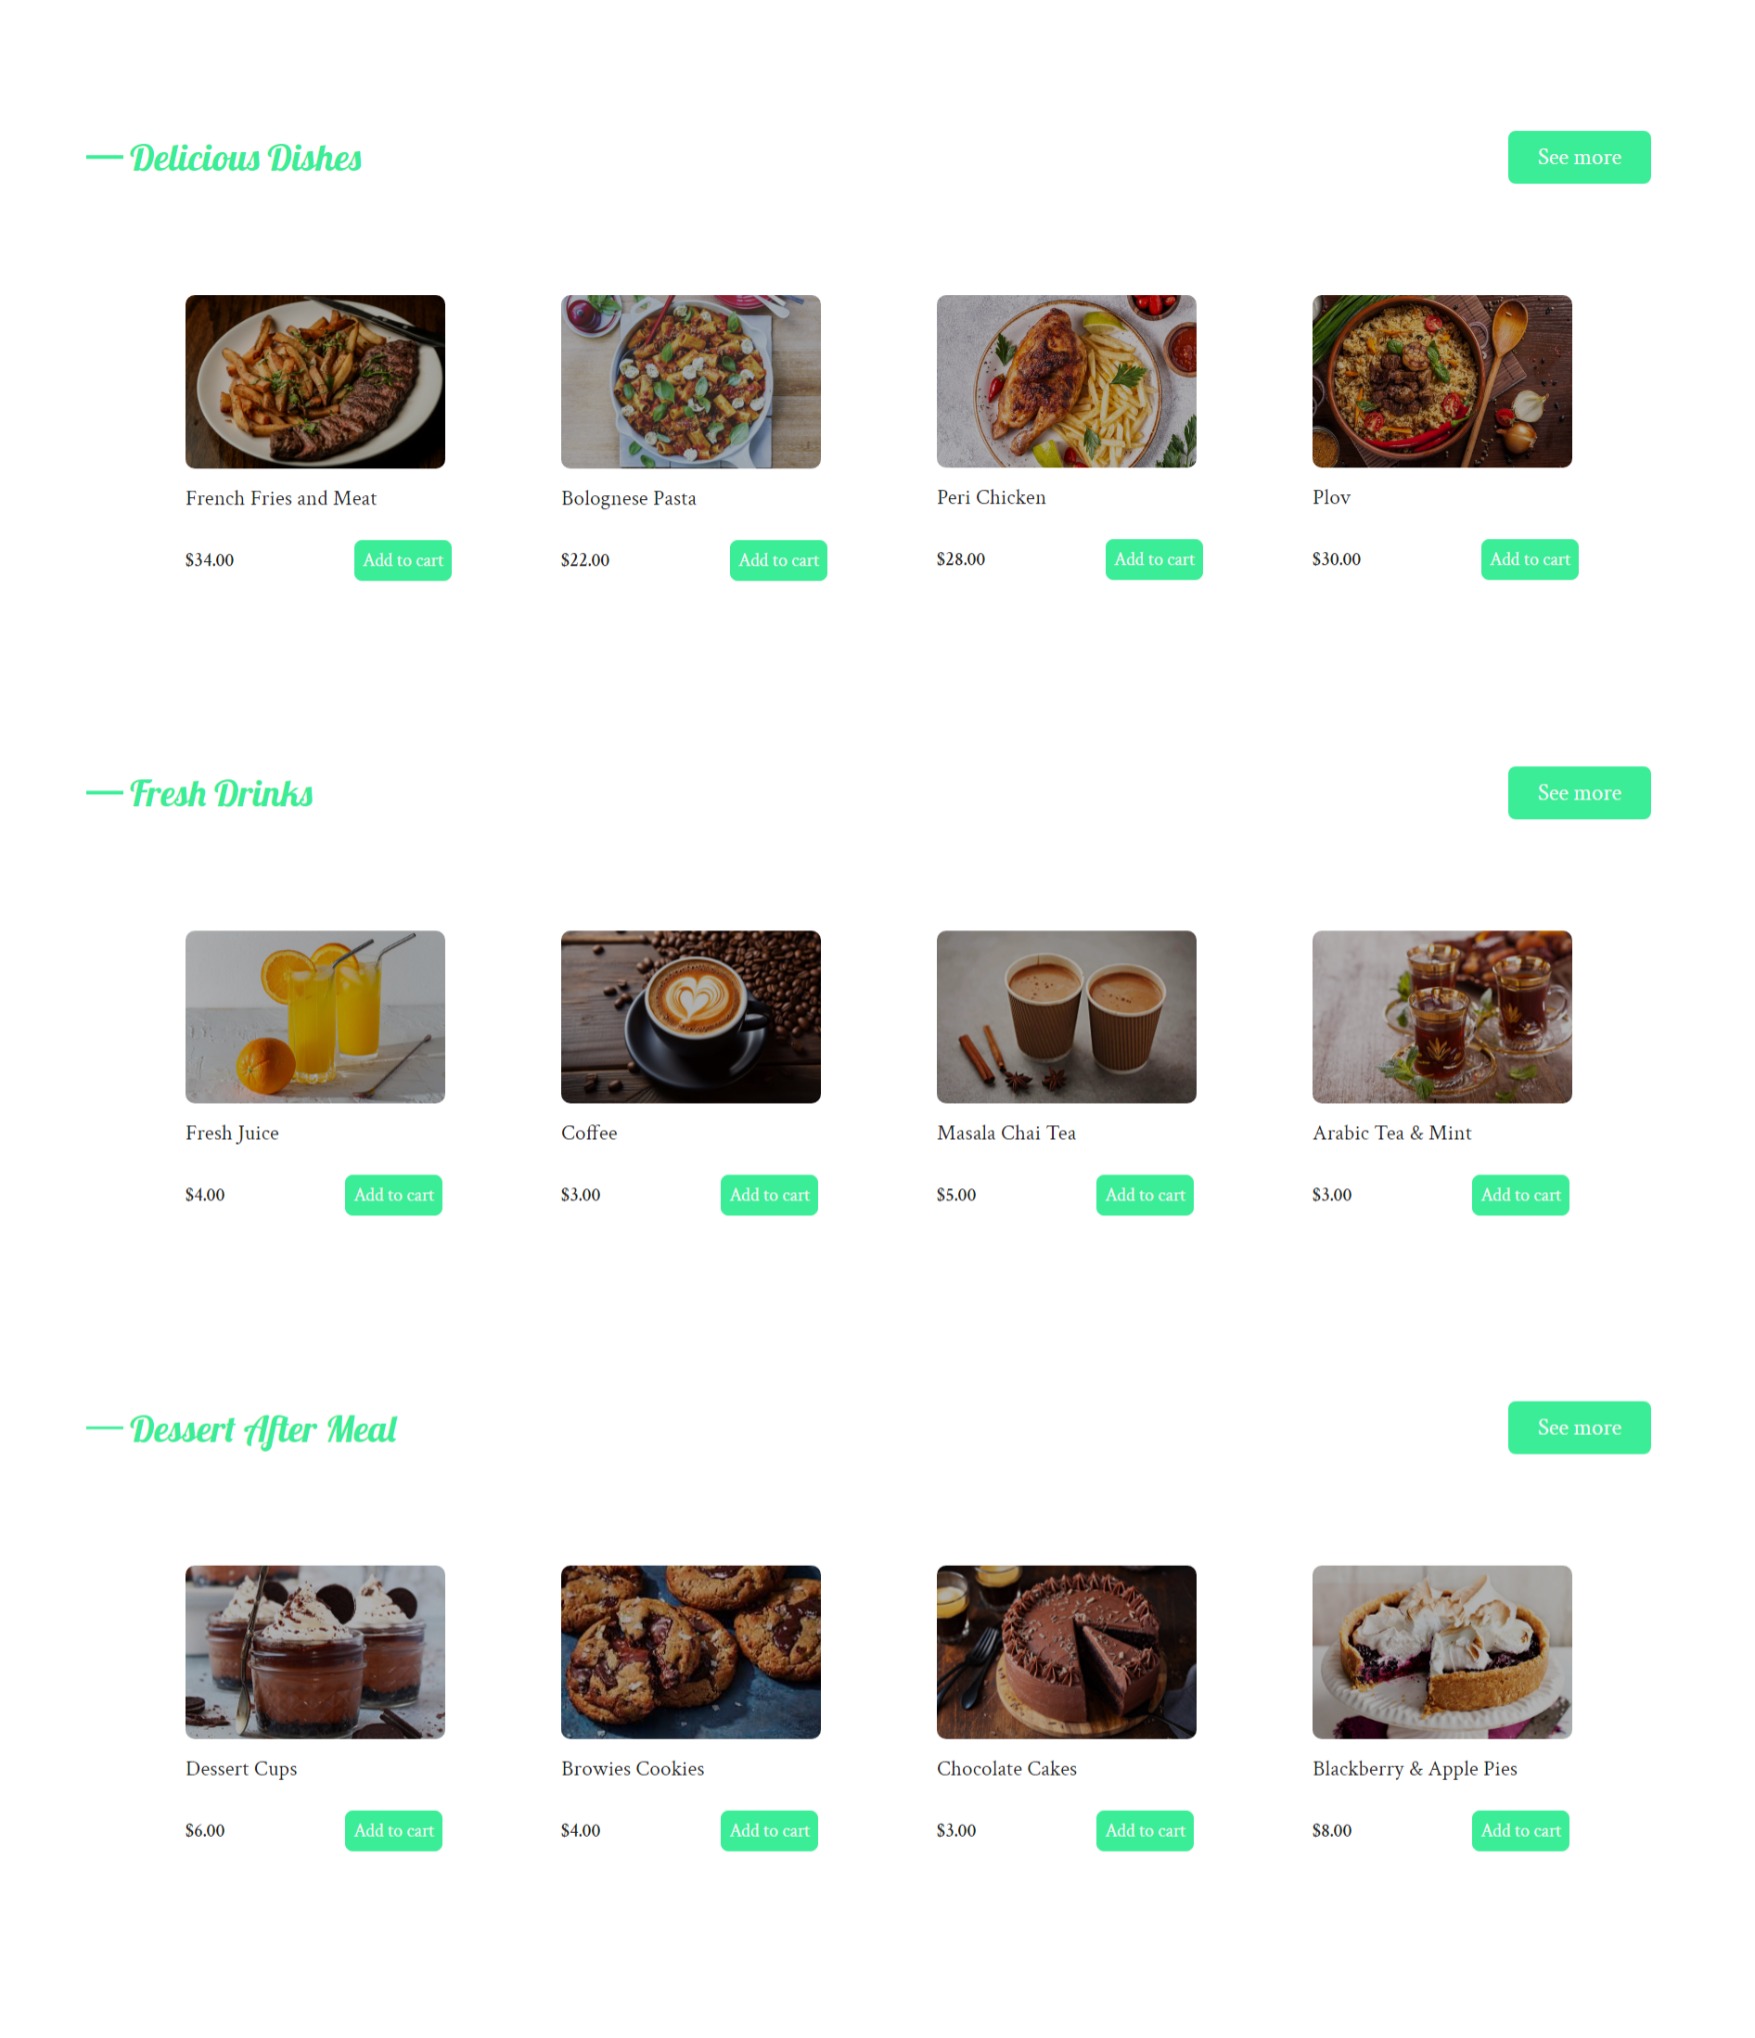 Delicious Dishes
See more
French Fries and Meat
Bolognese Pasta
Peri Chicken
Plov
$34.00
Add to cart
$22.00
Add to cart
$28.00
Add to cart
$30.00
Add to cart
Fresh Drinks
See more
Fresh Juice
Coffee
Masala Chai Tea
Arabic Tea & Mint
$4.00
Add to cart
$3.00
Add to cart
$5.00
Add to cart
$3.00
Add to cart
Dessert After Meal
See more
Dessert Cups
Browies Cookies
Chocolate Cakes
Blackberry & Apple Pies
$6.00
Add to cart
$4.00
Add to cart
$3.00
Add to cart
$8.00
Add to cart